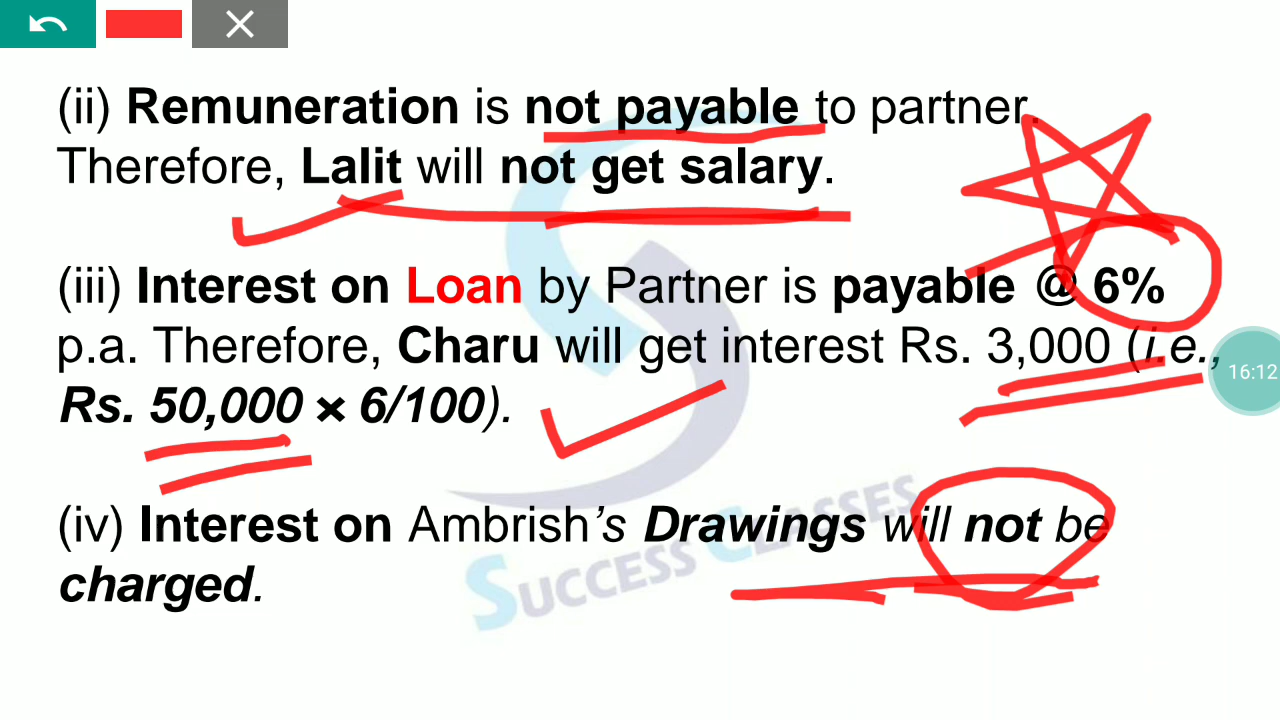 (ii) Remuneration is not payable to partner.
Therefore, Lalit will not get salary.
(iii) Interest on Loan by Partner is payable @ 6%
p.a. Therefore, Charu will get interest Rs. 3,000 (i.e.,
Rs. 50,000 × 6/100).
16:12
(iv) Interest on Ambrish's Drawings will not be
charged.
SUCCESS CLASSES